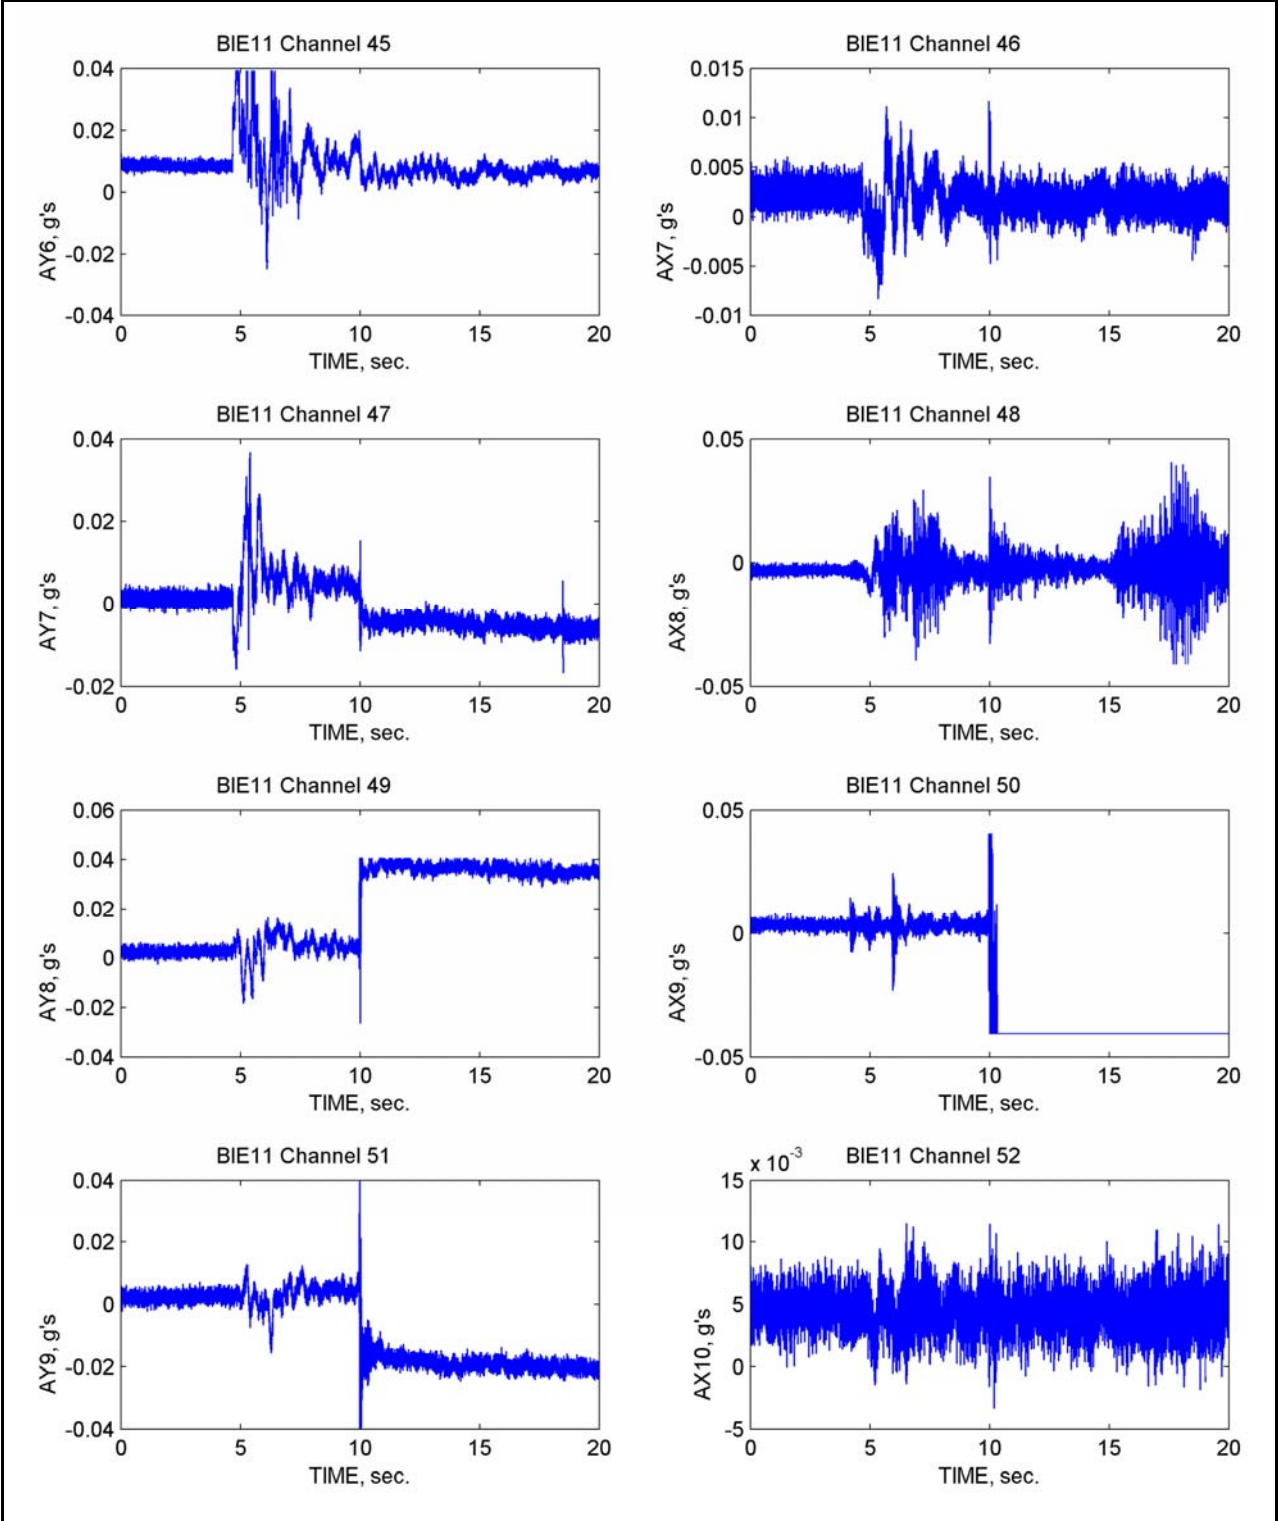 BIE11 Channel 45
0.04
0.02
0
-0.02
-0.04
AY6, g's
0 5 10 15 20
TIME, sec.
BIE11 Channel 46
0.015
0.01
0.005
0
-0.005
-0.01
AX7, g's
0 5 10 15 20
TIME, sec.
BIE11 Channel 47
0.04
0.02
0
-0.02
AY7, g's
0 5 10 15 20
TIME, sec.
BIE11 Channel 48
0.05
0
-0.05
AX8, g's
0 5 10 15 20
TIME, sec.
BIE11 Channel 49
0.06
0.04
0.02
0
-0.02
-0.04
AY8, g's
0 5 10 15 20
TIME, sec.
BIE11 Channel 50
0.05
0
-0.05
AX9, g's
0 5 10 15 20
TIME, sec.
BIE11 Channel 51
0.04
0.02
0
-0.02
-0.04
AY9, g's
0 5 10 15 20
TIME, sec.
x 10⁻³ BIE11 Channel 52
15
10
5
0
-5
AX10, g's
0 5 10 15 20
TIME, sec.